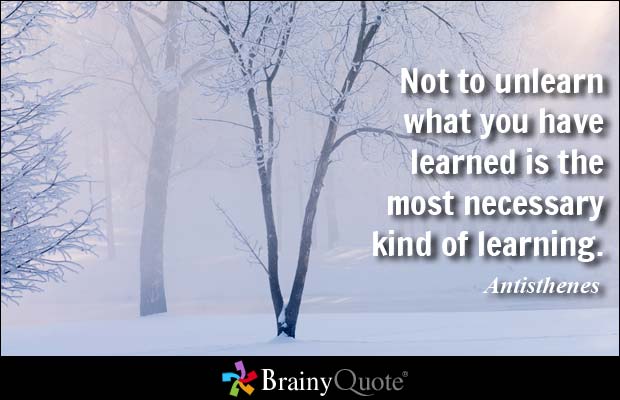 Not to unlearn
what you have
learned is the
most necessary
kind of learning.
Antisthenes
BrainyQuote®